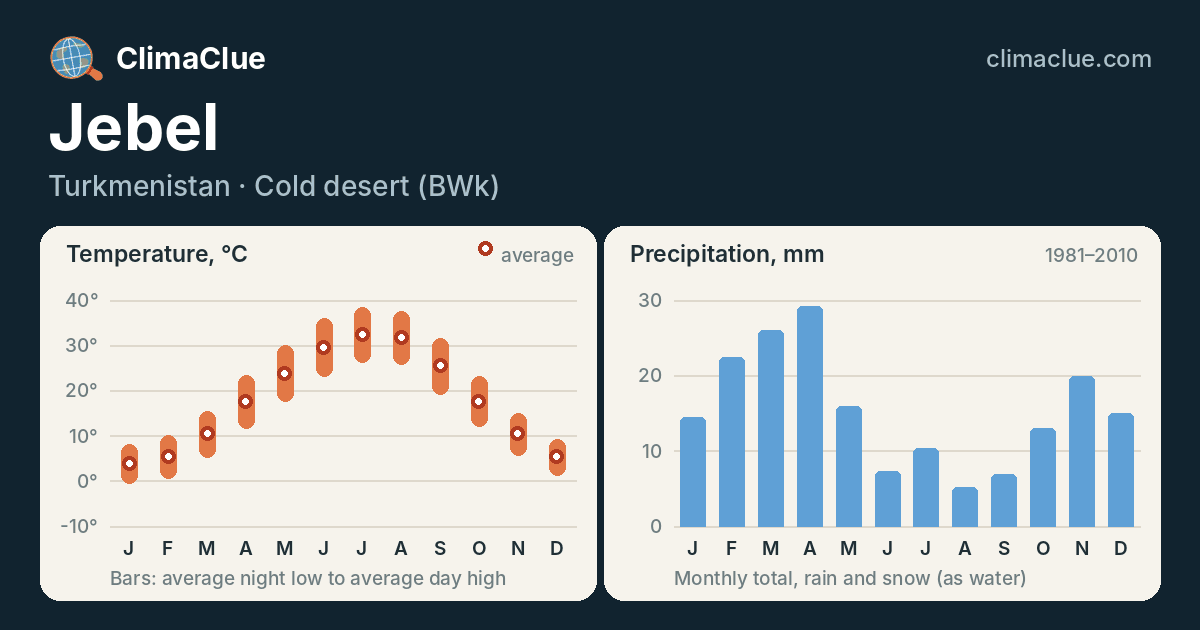 ClimaClue
climaclue.com
Jebel
Turkmenistan · Cold desert (BWk)
Temperature, °C
average
40°
30°
20°
10°
0°
-10°
J F M A M J J A S O N D
Bars: average night low to average day high
Precipitation, mm
1981–2010
30
20
10
0
J F M A M J J A S O N D
Monthly total, rain and snow (as water)